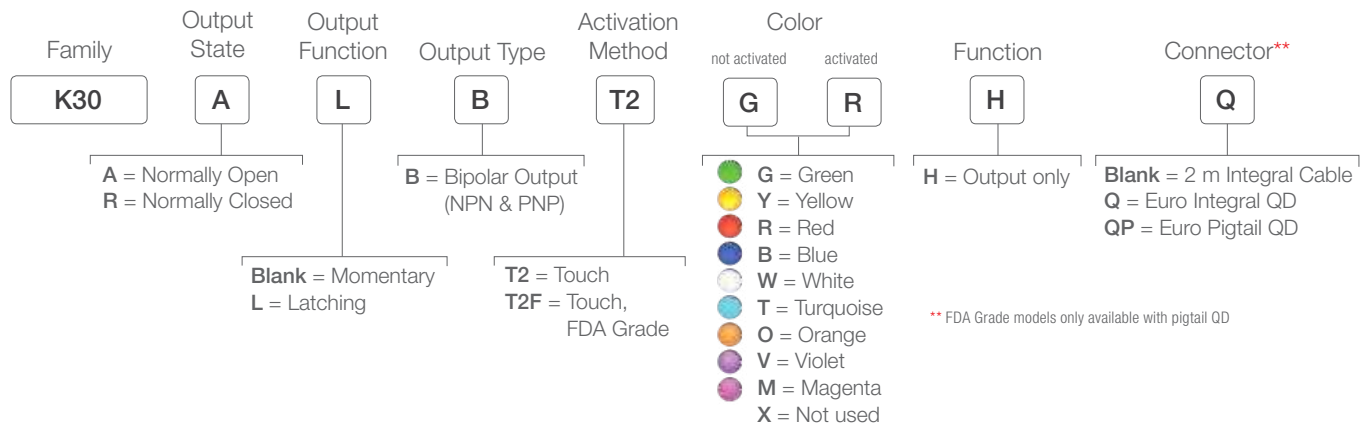 Family
Output
State
Output
Function
Output Type
Activation
Method
Color
not activated
activated
Function
Connector**
K30
A
L
B
T2
G
R
H
Q
A = Normally Open
R = Normally Closed
Blank = Momentary
L = Latching
B = Bipolar Output
(NPN & PNP)
T2 = Touch
T2F = Touch,
FDA Grade
G = Green
Y = Yellow
R = Red
B = Blue
W = White
T = Turquoise
O = Orange
V = Violet
M = Magenta
X = Not used
H = Output only
Blank = 2 m Integral Cable
Q = Euro Integral QD
QP = Euro Pigtail QD
** FDA Grade models only available with pigtail QD